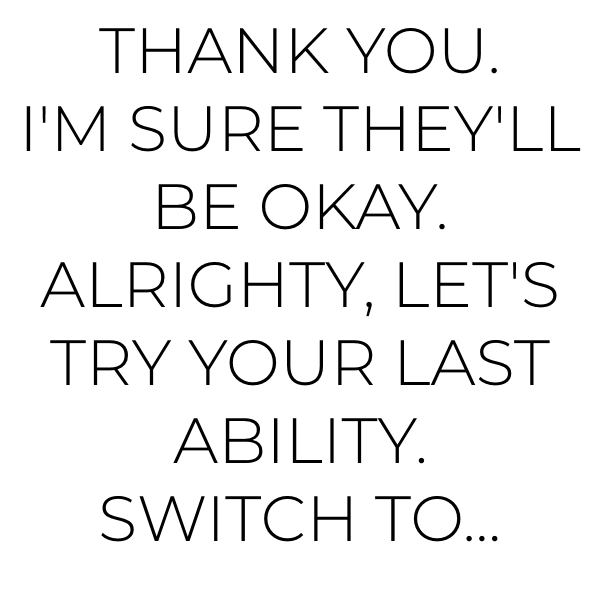 THANK YOU.
I'M SURE THEY'LL
BE OKAY.
ALRIGHTY, LET'S
TRY YOUR LAST
ABILITY.
SWITCH TO...